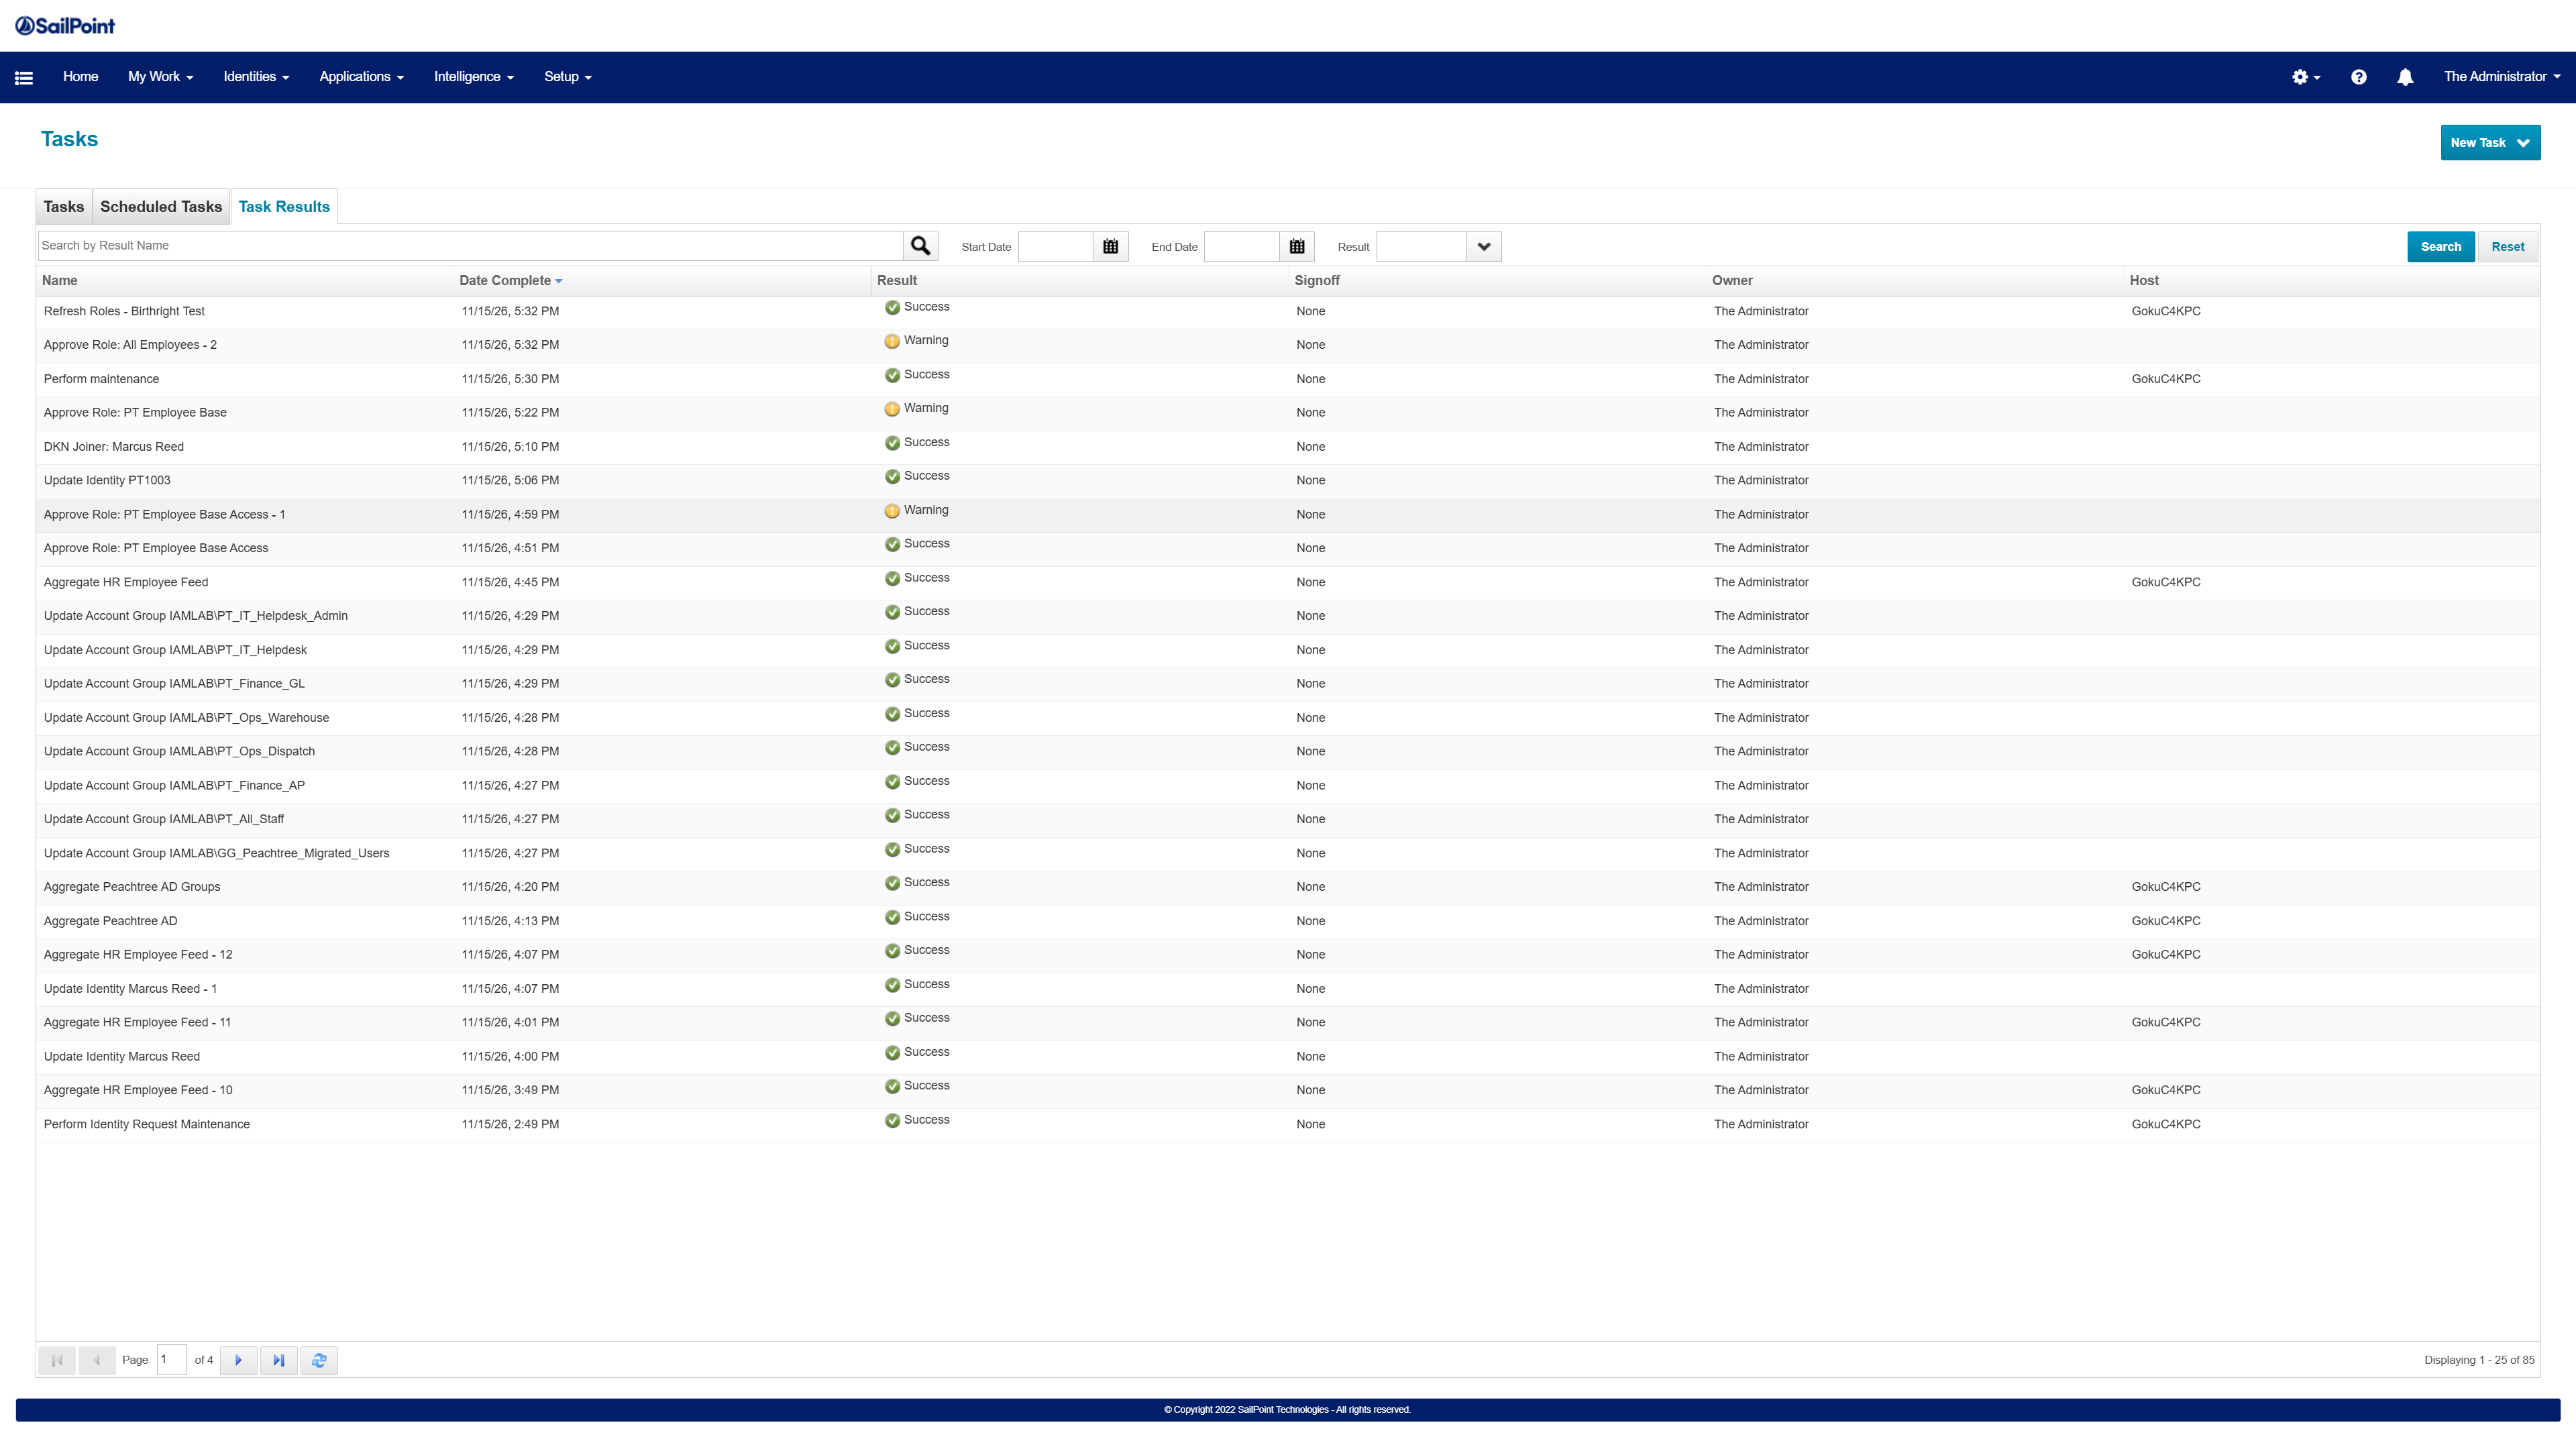 SailPoint
Home My Work Identities Applications Intelligence Setup The Administrator
Tasks
New Task
Tasks Scheduled Tasks Task Results
Search by Result Name Start Date End Date Result Search Reset
Name Date Complete Result Signoff Owner Host
Refresh Roles - Birthright Test 11/15/26, 5:32 PM Success None The Administrator GokuC4KPC
Approve Role: All Employees - 2 11/15/26, 5:32 PM Warning None The Administrator
Perform maintenance 11/15/26, 5:30 PM Success None The Administrator GokuC4KPC
Approve Role: PT Employee Base 11/15/26, 5:22 PM Warning None The Administrator
DKN Joiner: Marcus Reed 11/15/26, 5:10 PM Success None The Administrator
Update Identity PT1003 11/15/26, 5:06 PM Success None The Administrator
Approve Role: PT Employee Base Access - 1 11/15/26, 4:59 PM Warning None The Administrator
Approve Role: PT Employee Base Access 11/15/26, 4:51 PM Success None The Administrator
Aggregate HR Employee Feed 11/15/26, 4:45 PM Success None The Administrator GokuC4KPC
Update Account Group IAMLAB\PT_IT_Helpdesk_Admin 11/15/26, 4:29 PM Success None The Administrator
Update Account Group IAMLAB\PT_IT_Helpdesk 11/15/26, 4:29 PM Success None The Administrator
Update Account Group IAMLAB\PT_Finance_GL 11/15/26, 4:29 PM Success None The Administrator
Update Account Group IAMLAB\PT_Ops_Warehouse 11/15/26, 4:28 PM Success None The Administrator
Update Account Group IAMLAB\PT_Ops_Dispatch 11/15/26, 4:28 PM Success None The Administrator
Update Account Group IAMLAB\PT_Finance_AP 11/15/26, 4:27 PM Success None The Administrator
Update Account Group IAMLAB\PT_All_Staff 11/15/26, 4:27 PM Success None The Administrator
Update Account Group IAMLAB\GG_Peachtree_Migrated_Users 11/15/26, 4:27 PM Success None The Administrator
Aggregate Peachtree AD Groups 11/15/26, 4:20 PM Success None The Administrator GokuC4KPC
Aggregate Peachtree AD 11/15/26, 4:13 PM Success None The Administrator GokuC4KPC
Aggregate HR Employee Feed - 12 11/15/26, 4:07 PM Success None The Administrator GokuC4KPC
Update Identity Marcus Reed - 1 11/15/26, 4:07 PM Success None The Administrator
Aggregate HR Employee Feed - 11 11/15/26, 4:01 PM Success None The Administrator GokuC4KPC
Update Identity Marcus Reed 11/15/26, 4:00 PM Success None The Administrator
Aggregate HR Employee Feed - 10 11/15/26, 3:49 PM Success None The Administrator GokuC4KPC
Perform Identity Request Maintenance 11/15/26, 2:49 PM Success None The Administrator GokuC4KPC
Page 1 of 4 Displaying 1 - 25 of 85
© Copyright 2022 SailPoint Technologies - All rights reserved.